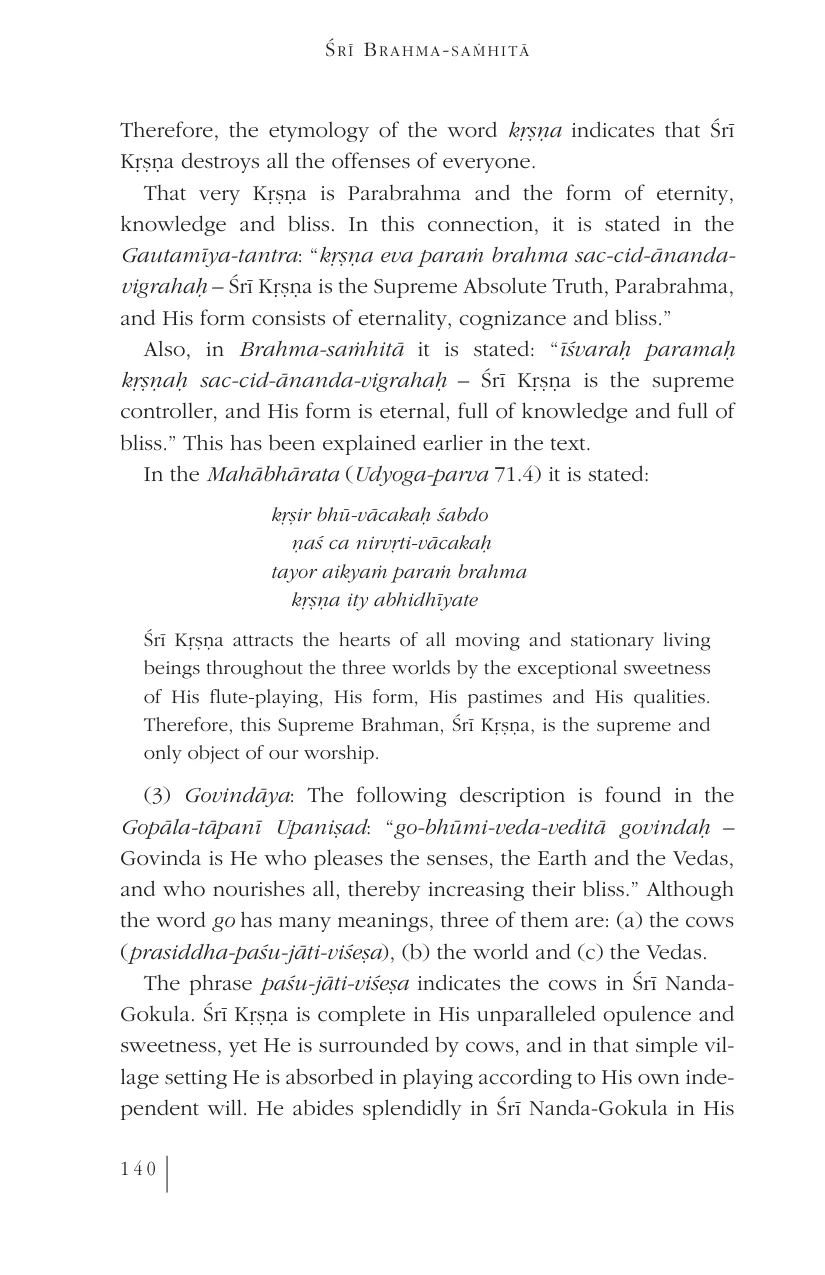 Śrī Brahma-saṁhitā
Therefore, the etymology of the word kṛṣṇa indicates that Śrī
Kṛṣṇa destroys all the offenses of everyone.
That very Kṛṣṇa is Parabrahma and the form of eternity,
knowledge and bliss. In this connection, it is stated in the
Gautamīya-tantra: “kṛṣṇa eva paraṁ brahma sac-cid-ānanda-
vigrahaḥ – Śrī Kṛṣṇa is the Supreme Absolute Truth, Parabrahma,
and His form consists of eternality, cognizance and bliss.”
Also, in Brahma-saṁhitā it is stated: “īśvaraḥ paramaḥ
kṛṣṇaḥ sac-cid-ānanda-vigrahaḥ – Śrī Kṛṣṇa is the supreme
controller, and His form is eternal, full of knowledge and full of
bliss.” This has been explained earlier in the text.
In the Mahābhārata (Udyoga-parva 71.4) it is stated:
kṛṣir bhū-vācakaḥ śabdo
ṇaś ca nirvṛti-vācakaḥ
tayor aikyaṁ paraṁ brahma
kṛṣṇa ity abhidhīyate
Śrī Kṛṣṇa attracts the hearts of all moving and stationary living
beings throughout the three worlds by the exceptional sweetness
of His flute-playing, His form, His pastimes and His qualities.
Therefore, this Supreme Brahman, Śrī Kṛṣṇa, is the supreme and
only object of our worship.
(3) Govindāya: The following description is found in the
Gopāla-tāpanī Upaniṣad: “go-bhūmi-veda-veditā govindaḥ –
Govinda is He who pleases the senses, the Earth and the Vedas,
and who nourishes all, thereby increasing their bliss.” Although
the word go has many meanings, three of them are: (a) the cows
(prasiddha-paśu-jāti-viśeṣa), (b) the world and (c) the Vedas.
The phrase paśu-jāti-viśeṣa indicates the cows in Śrī Nanda-
Gokula. Śrī Kṛṣṇa is complete in His unparalleled opulence and
sweetness, yet He is surrounded by cows, and in that simple vil-
lage setting He is absorbed in playing according to His own inde-
pendent will. He abides splendidly in Śrī Nanda-Gokula in His
140